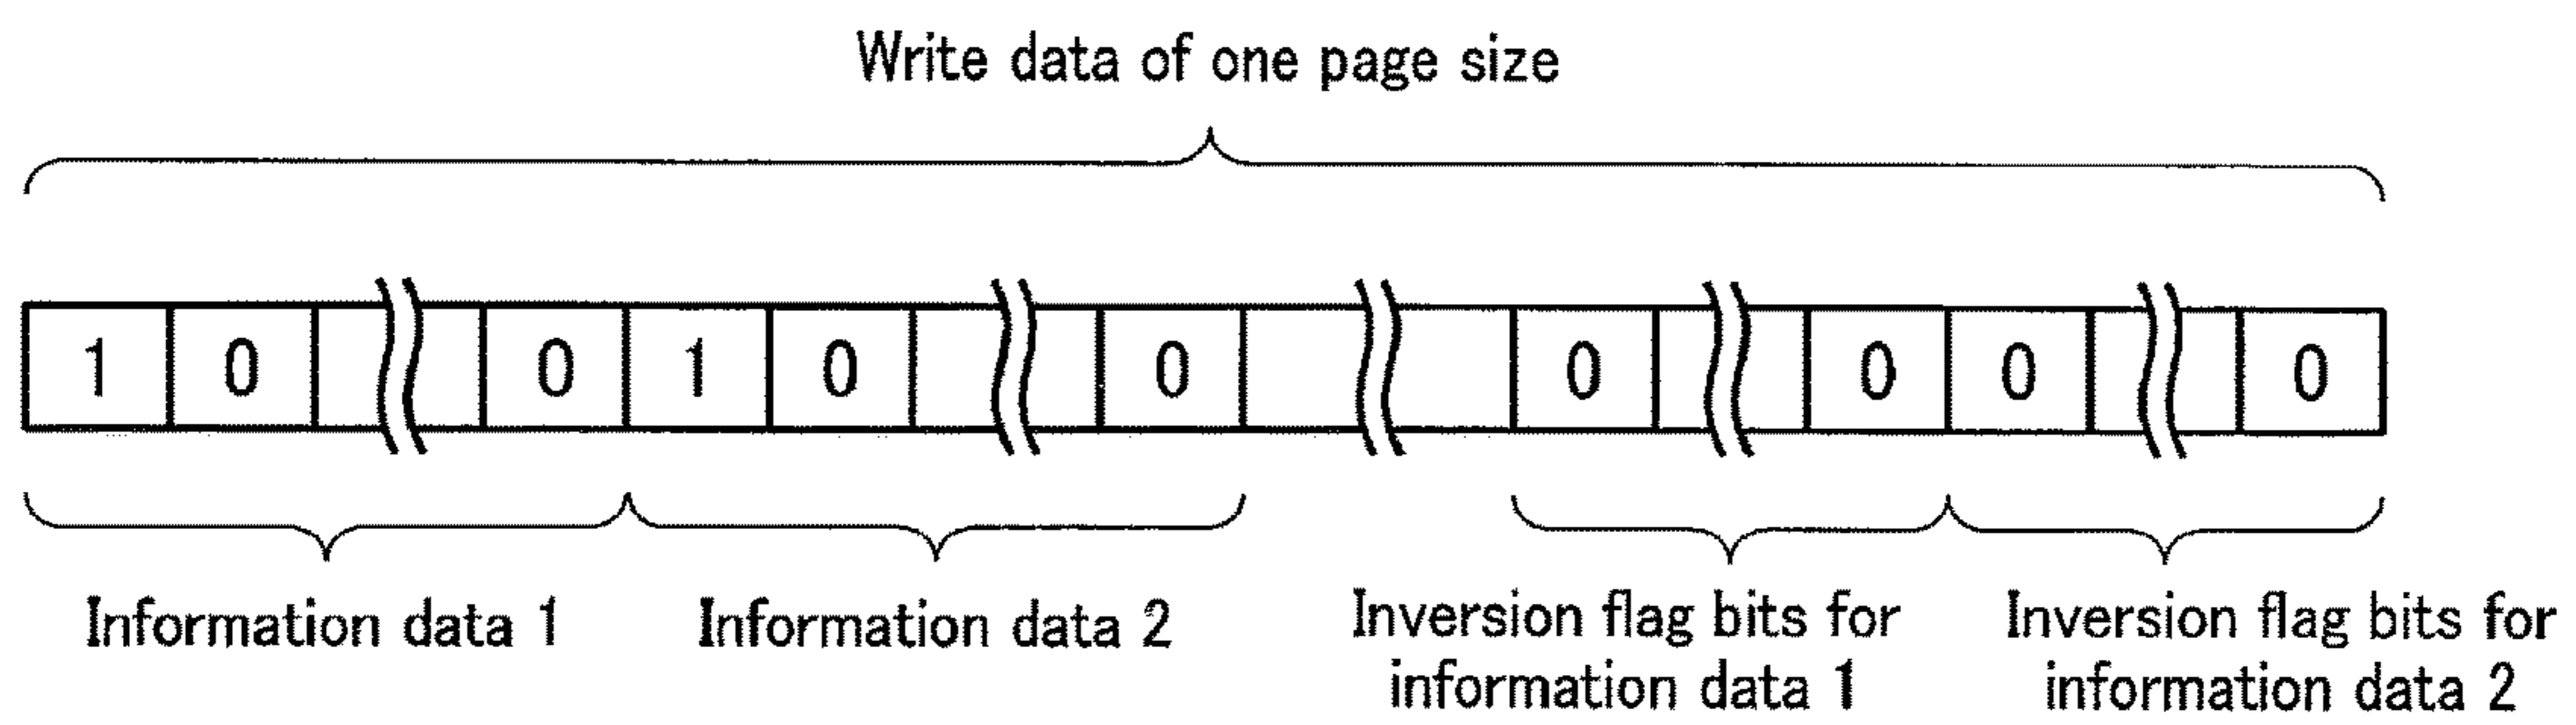 Write data of one page size
1 0 0 1 0 0 0 0 0 0
Information data 1 Information data 2 Inversion flag bits for information data 1 Inversion flag bits for information data 2